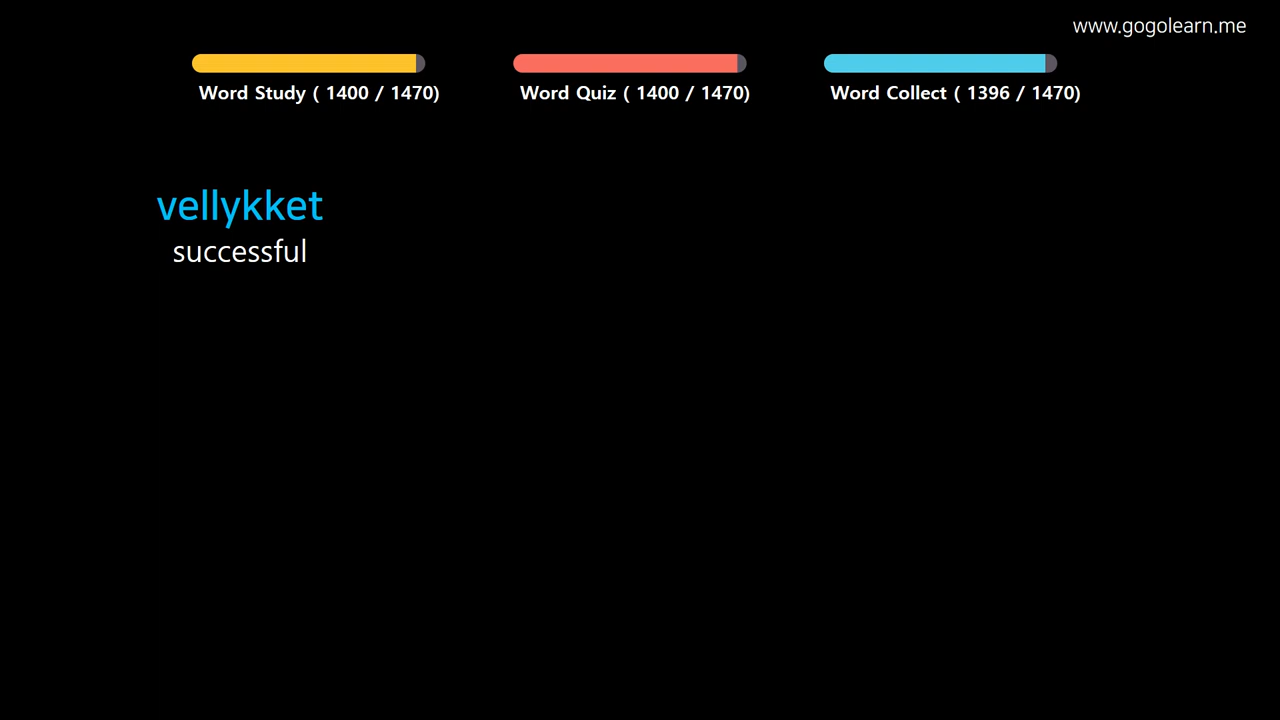 www.gogolearn.me
Word Study ( 1400 / 1470)
Word Quiz ( 1400 / 1470)
Word Collect ( 1396 / 1470)
vellykket
successful